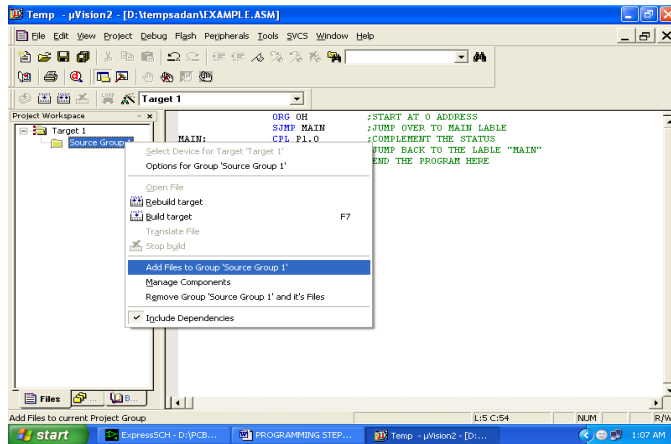 Temp - µVision2 - [D:\tempsadan\EXAMPLE.ASM]
File Edit View Project Debug Flash Peripherals Tools SVCS Window Help
Target 1
Project Workspace
Target 1
Source Group 1
ORG 0H ;START AT 0 ADDRESS
SJMP MAIN ;JUMP OVER TO MAIN LABLE
MAIN: CPL P1.0 ;COMPLEMENT THE STATUS
JUMP BACK TO THE LABLE "MAIN"
END THE PROGRAM HERE
Select Device for Target 'Target 1'
Options for Group 'Source Group 1'
Open File
Rebuild target
Build target F7
Translate File
Stop build
Add Files to Group 'Source Group 1'
Manage Components
Remove Group 'Source Group 1' and it's Files
Include Dependencies
Files ... B...
Add Files to current Project Group L:5 C:54 NUM R/W
start ExpressSCH - D:\PCB... PROGRAMMING STEP... Temp - µVision2 - [D:... 1:07 AM